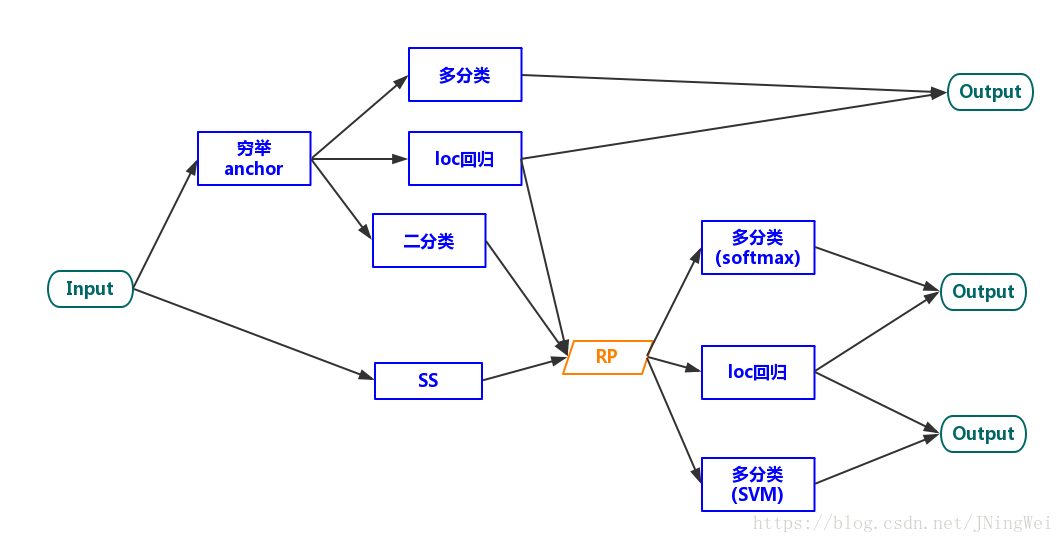 多分类
Output
穷举
anchor
loc回归
二分类
多分类
(softmax)
Input
Output
RP
loc回归
SS
Output
多分类
(SVM)
https://blog.csdn.net/JNingWei